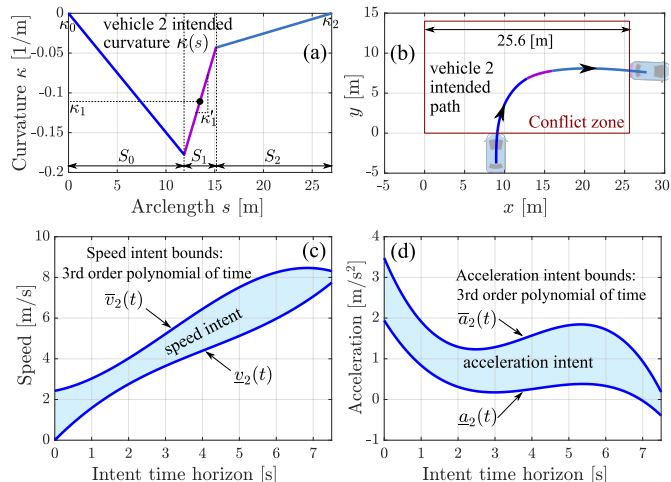 κ₀
vehicle 2 intended
curvature κ(s)
(a)
κ₂
κ₁
κ₁′
S₀
S₁
S₂
0
-0.05
-0.1
-0.15
-0.2
Curvature κ [1/m]
0 5 10 15 20 25
Arclength s [m]
(b)
25.6 [m]
vehicle 2
intended
path
Conflict zone
15
10
5
0
-5
y [m]
-5 0 5 10 15 20 25 30
x [m]
(c)
Speed intent bounds:
3rd order polynomial of time
v̅₂(t)
speed intent
v̲₂(t)
10
8
6
4
2
0
Speed [m/s]
0 1 2 3 4 5 6 7
Intent time horizon [s]
(d)
Acceleration intent bounds:
3rd order polynomial of time
a̅₂(t)
acceleration intent
a̲₂(t)
4
3
2
1
0
-1
Acceleration [m/s²]
0 1 2 3 4 5 6 7
Intent time horizon [s]